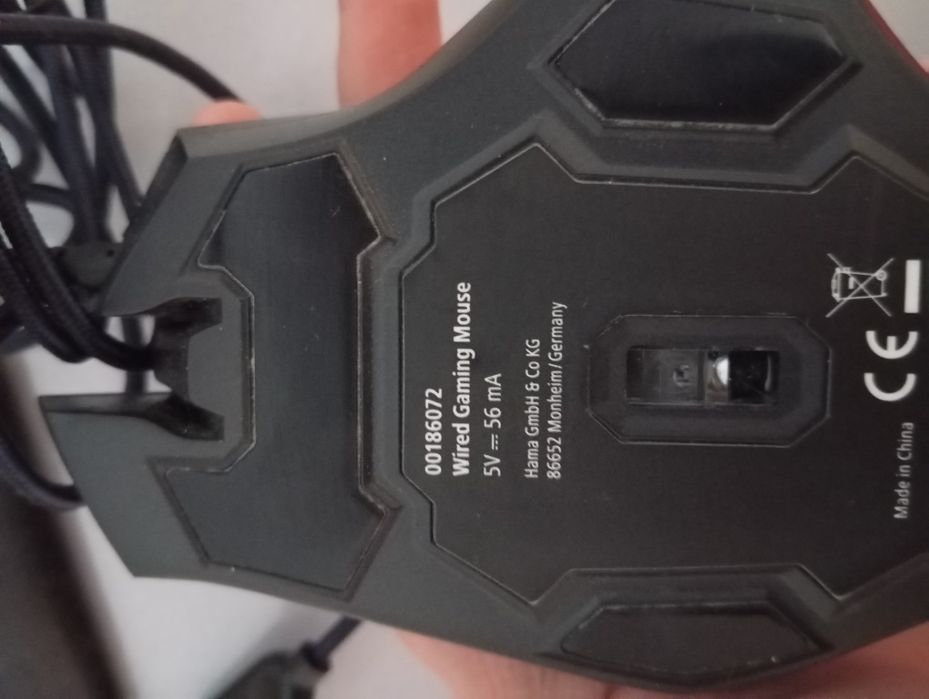 00186072
Wired Gaming Mouse
5V ⎓ 56 mA
Hama GmbH & Co KG
86652 Monheim/Germany
CE
Made in China